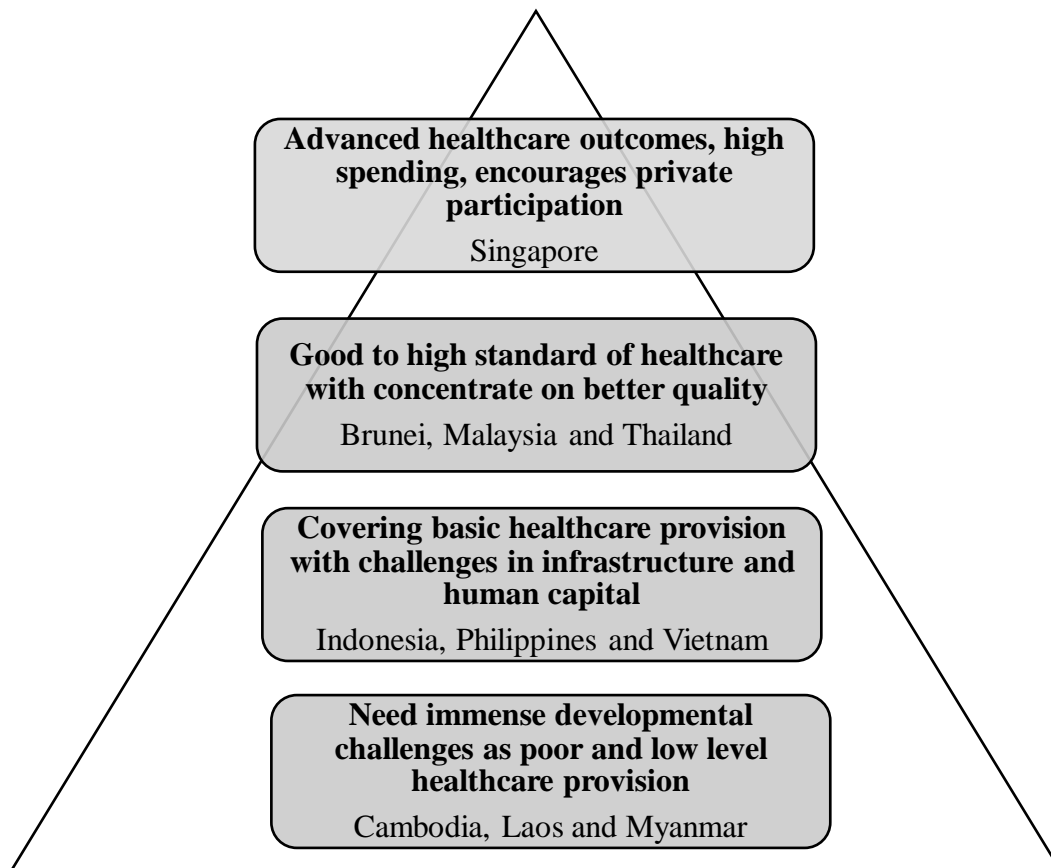 Advanced healthcare outcomes, high
spending, encourages private
participation
Singapore
Good to high standard of healthcare
with concentrate on better quality
Brunei, Malaysia and Thailand
Covering basic healthcare provision
with challenges in infrastructure and
human capital
Indonesia, Philippines and Vietnam
Need immense developmental
challenges as poor and low level
healthcare provision
Cambodia, Laos and Myanmar